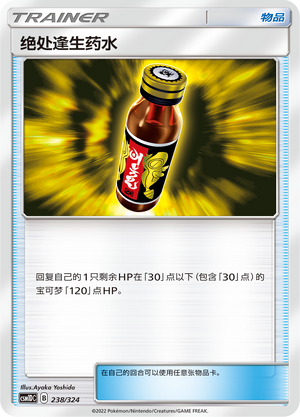 TRAINER 物品
绝处逢生药水
回复自己的1只剩余HP在「30」点以下(包含「30」点)的
宝可梦「120」点HP。
Illus.Ayaka Yoshida
CSM1DC B 238/324
在自己的回合可以使用任意张物品卡。
©2022 Pokémon/Nintendo/Creatures/GAME FREAK.